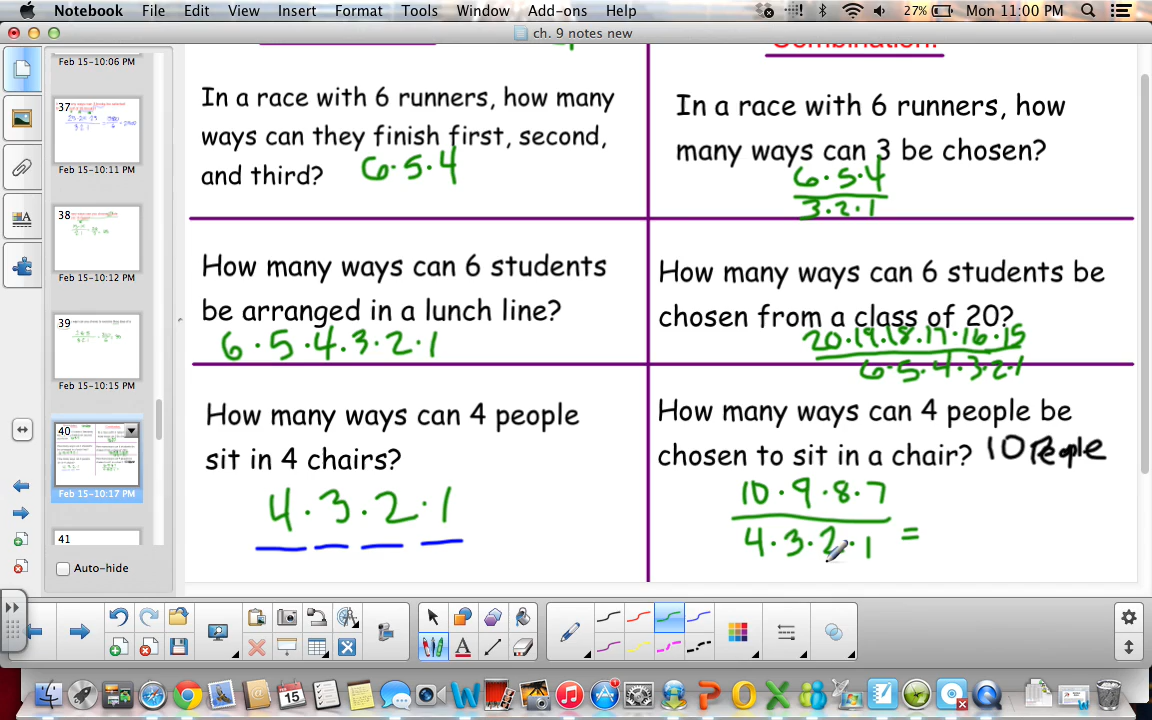 Notebook File Edit View Insert Format Tools Window Add-ons Help 27% Mon 11:00 PM
ch. 9 notes new
Feb 15-10:06 PM
37
Feb 15-10:11 PM
38
Feb 15-10:12 PM
39
Feb 15-10:15 PM
40
Feb 15-10:17 PM
41
Auto-hide
In a race with 6 runners, how many
ways can they finish first, second,
and third? 6·5·4
Combination:
In a race with 6 runners, how
many ways can 3 be chosen?
6·5·4
3·2·1
How many ways can 6 students
be arranged in a lunch line?
6·5·4·3·2·1
How many ways can 6 students be
chosen from a class of 20?
20·19·18·17·16·15
6·5·4·3·2·1
How many ways can 4 people
sit in 4 chairs?
4·3·2·1
How many ways can 4 people be
chosen to sit in a chair? 10 People
10·9·8·7
4·3·2·1 =
FEB
15